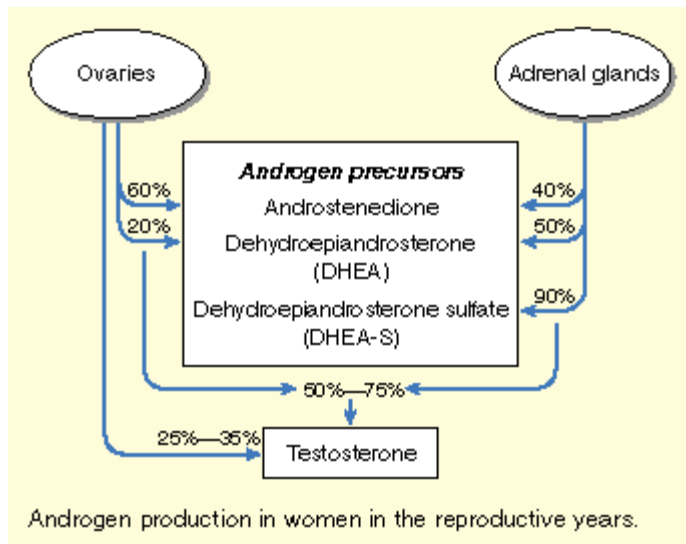 Ovaries
Adrenal glands
Androgen precursors
60%
40%
Androstenedione
20%
50%
Dehydroepiandrosterone
(DHEA)
90%
Dehydroepiandrosterone sulfate
(DHEA-S)
50%—75%
25%—35%
Testosterone
Androgen production in women in the reproductive years.